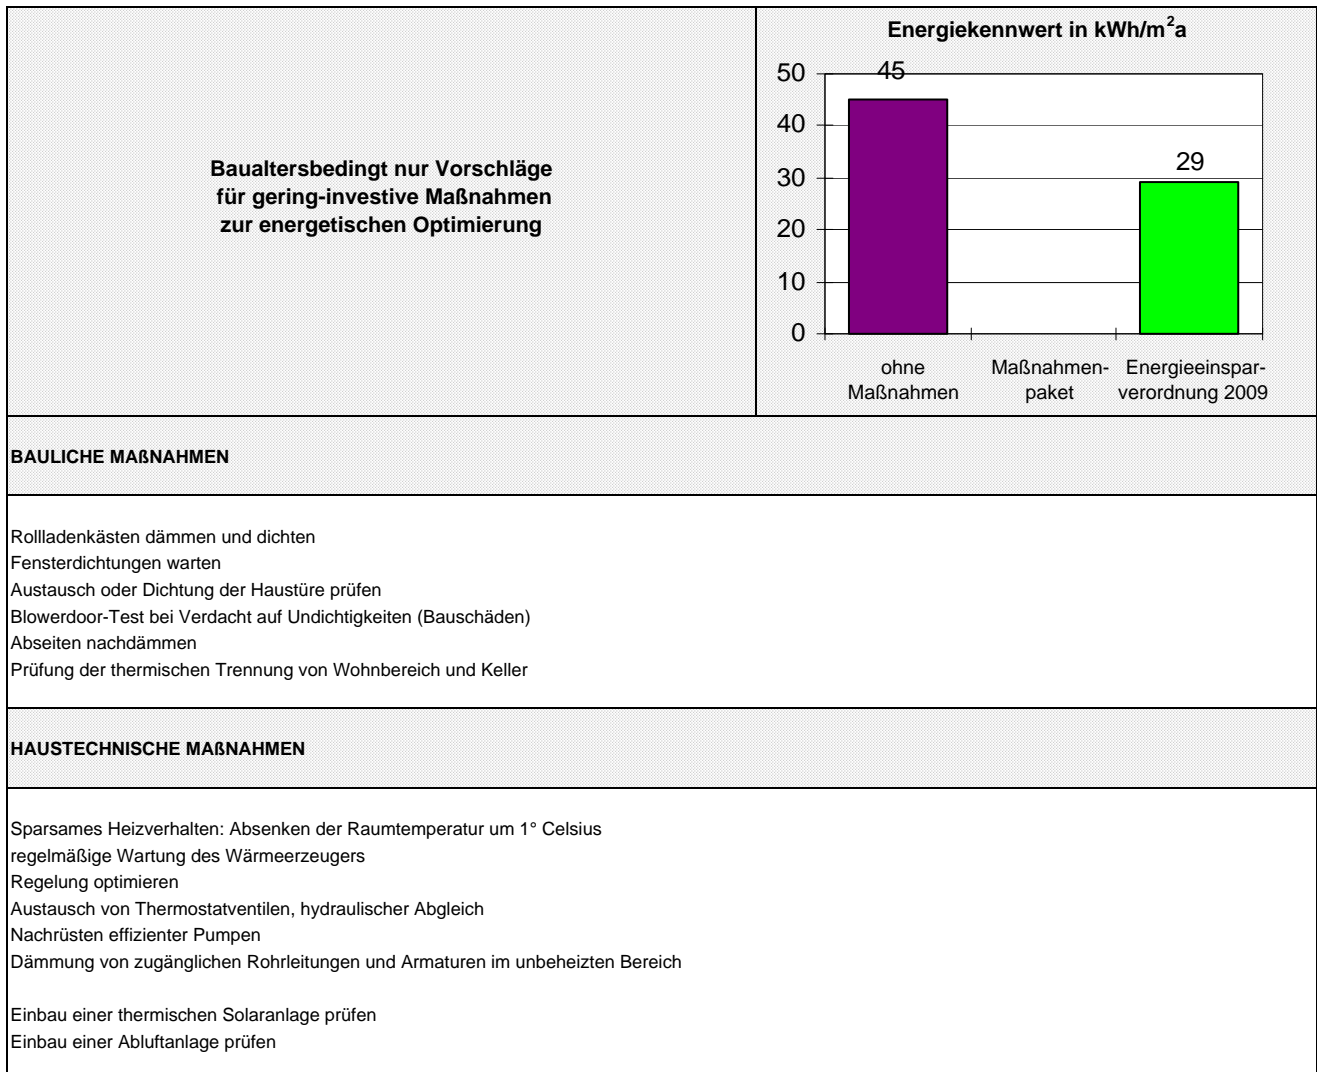 Baualtersbedingt nur Vorschläge
für gering-investive Maßnahmen
zur energetischen Optimierung
Energiekennwert in kWh/m²a
50
40
30
20
10
0
45
29
ohne
Maßnahmen
Maßnahmen-
paket
Energieeinspar-
verordnung 2009
BAULICHE MAßNAHMEN
Rollladenkästen dämmen und dichten
Fensterdichtungen warten
Austausch oder Dichtung der Haustüre prüfen
Blowerdoor-Test bei Verdacht auf Undichtigkeiten (Bauschäden)
Abseiten nachdämmen
Prüfung der thermischen Trennung von Wohnbereich und Keller
HAUSTECHNISCHE MAßNAHMEN
Sparsames Heizverhalten: Absenken der Raumtemperatur um 1° Celsius
regelmäßige Wartung des Wärmeerzeugers
Regelung optimieren
Austausch von Thermostatventilen, hydraulischer Abgleich
Nachrüsten effizienter Pumpen
Dämmung von zugänglichen Rohrleitungen und Armaturen im unbeheizten Bereich
Einbau einer thermischen Solaranlage prüfen
Einbau einer Abluftanlage prüfen